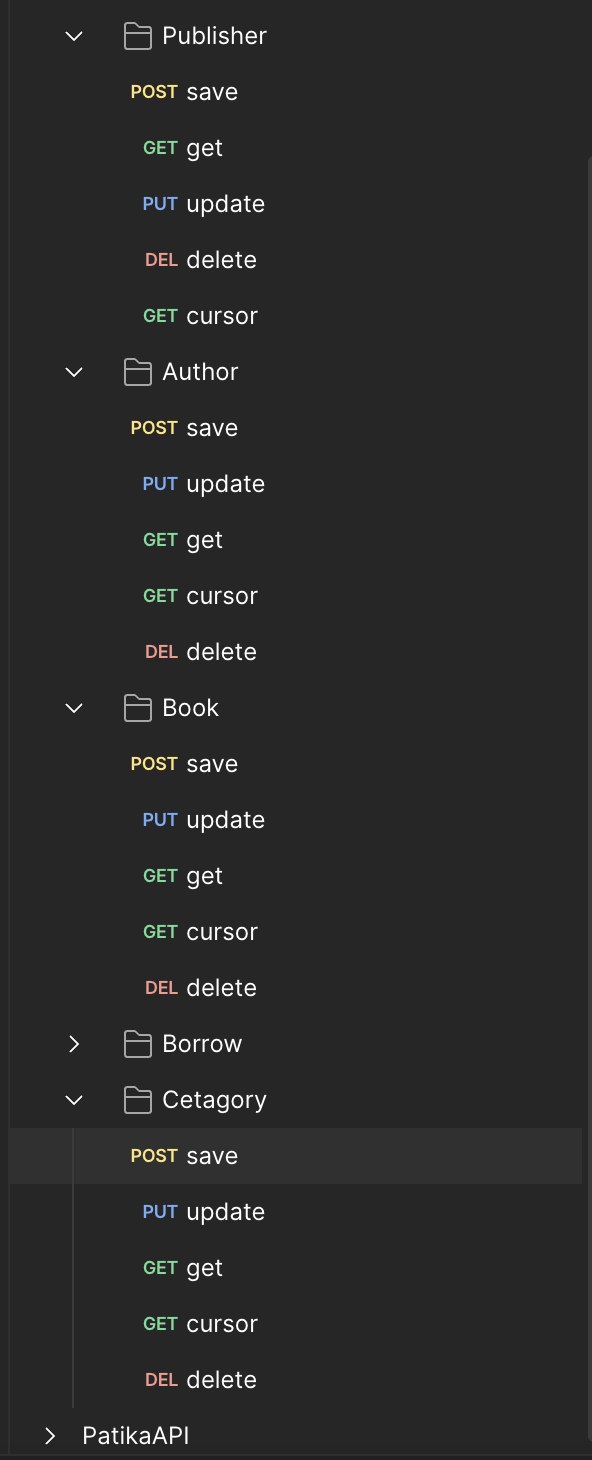 Publisher
POST save
GET get
PUT update
DEL delete
GET cursor
Author
POST save
PUT update
GET get
GET cursor
DEL delete
Book
POST save
PUT update
GET get
GET cursor
DEL delete
Borrow
Cetagory
POST save
PUT update
GET get
GET cursor
DEL delete
PatikaAPI